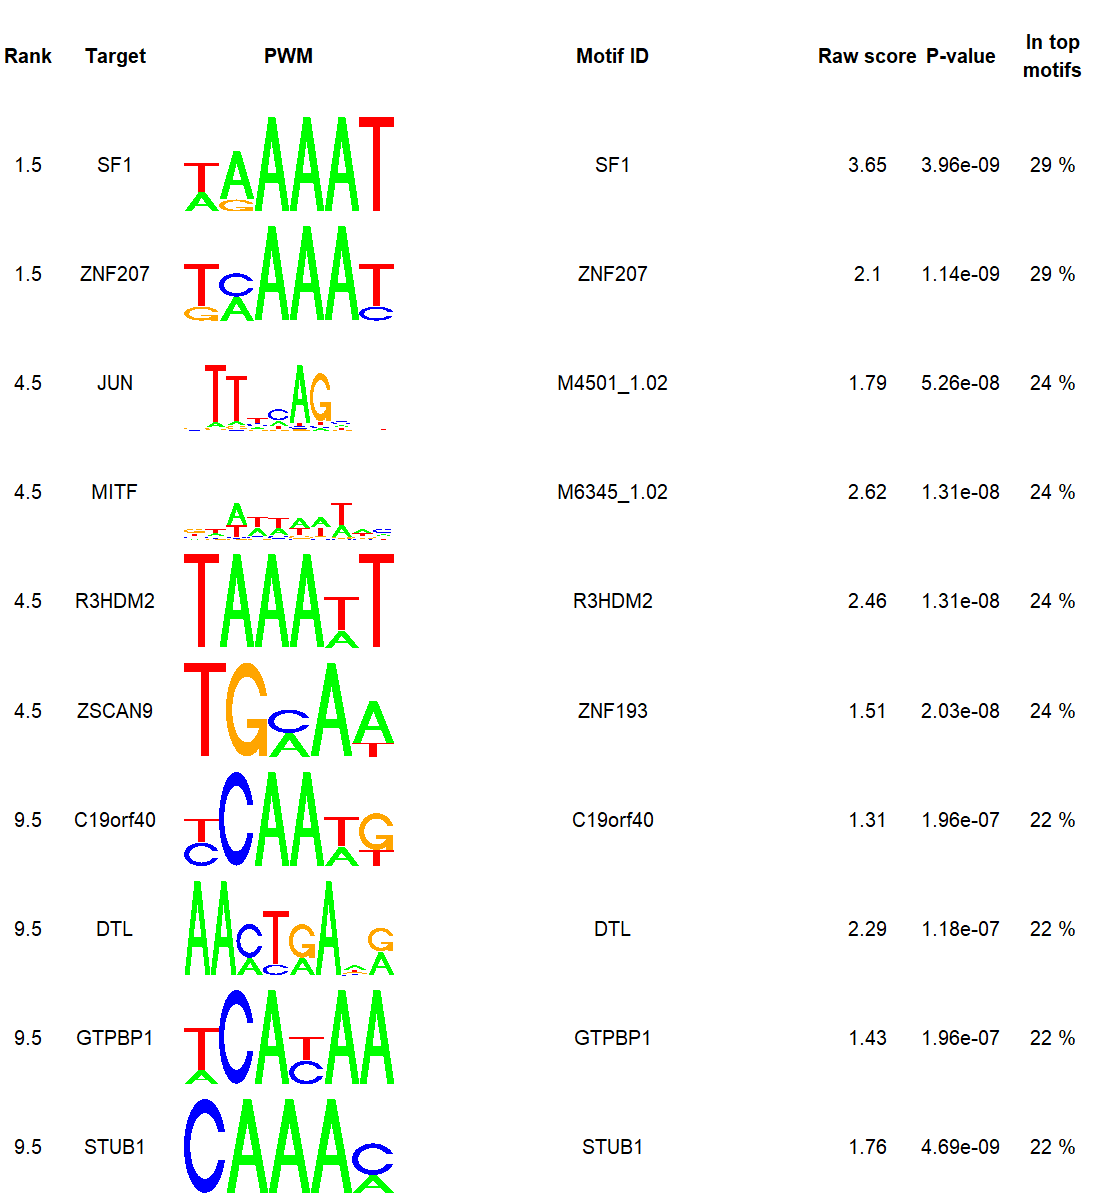 Rank Target PWM Motif ID Raw score P-value In top motifs
1.5 SF1 SF1 3.65 3.96e-09 29 %
1.5 ZNF207 ZNF207 2.1 1.14e-09 29 %
4.5 JUN M4501_1.02 1.79 5.26e-08 24 %
4.5 MITF M6345_1.02 2.62 1.31e-08 24 %
4.5 R3HDM2 R3HDM2 2.46 1.31e-08 24 %
4.5 ZSCAN9 ZNF193 1.51 2.03e-08 24 %
9.5 C19orf40 C19orf40 1.31 1.96e-07 22 %
9.5 DTL DTL 2.29 1.18e-07 22 %
9.5 GTPBP1 GTPBP1 1.43 1.96e-07 22 %
9.5 STUB1 STUB1 1.76 4.69e-09 22 %